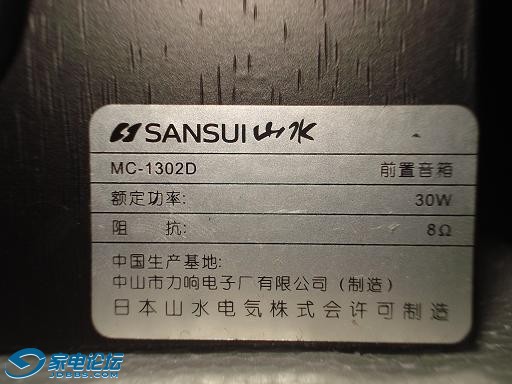 SANSUI 山水
MC-1302D 前置音箱
额定功率: 30W
阻 抗: 8Ω
中国生产基地:
中山市力响电子厂有限公司（制造）
日本山水电気株式会许可制造
家电论坛
JDBBS.COM